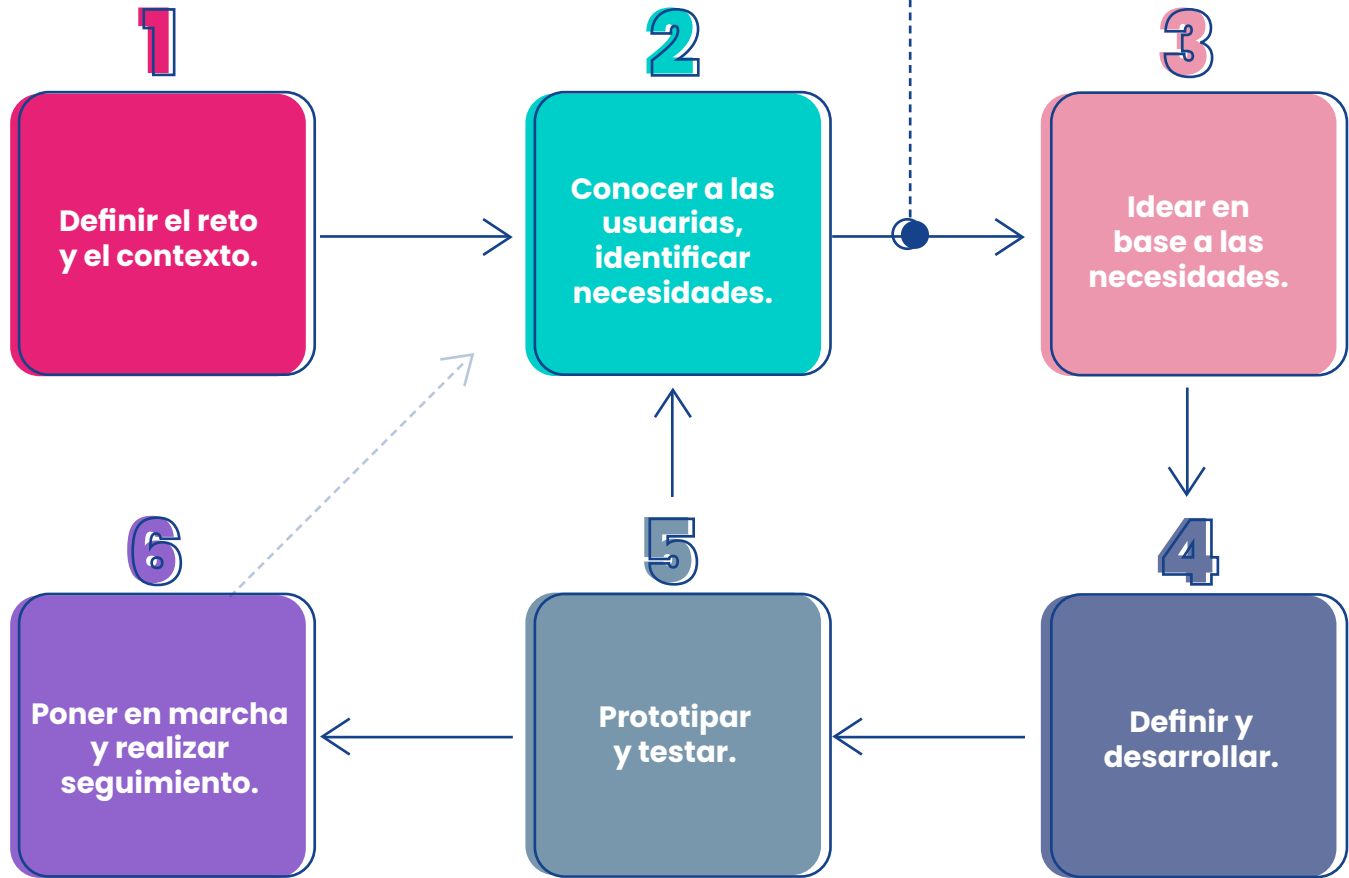 1
Definir el reto
y el contexto.
2
Conocer a las
usuarias,
identificar
necesidades.
3
Idear en
base a las
necesidades.
4
Definir y
desarrollar.
5
Prototipar
y testar.
6
Poner en marcha
y realizar
seguimiento.